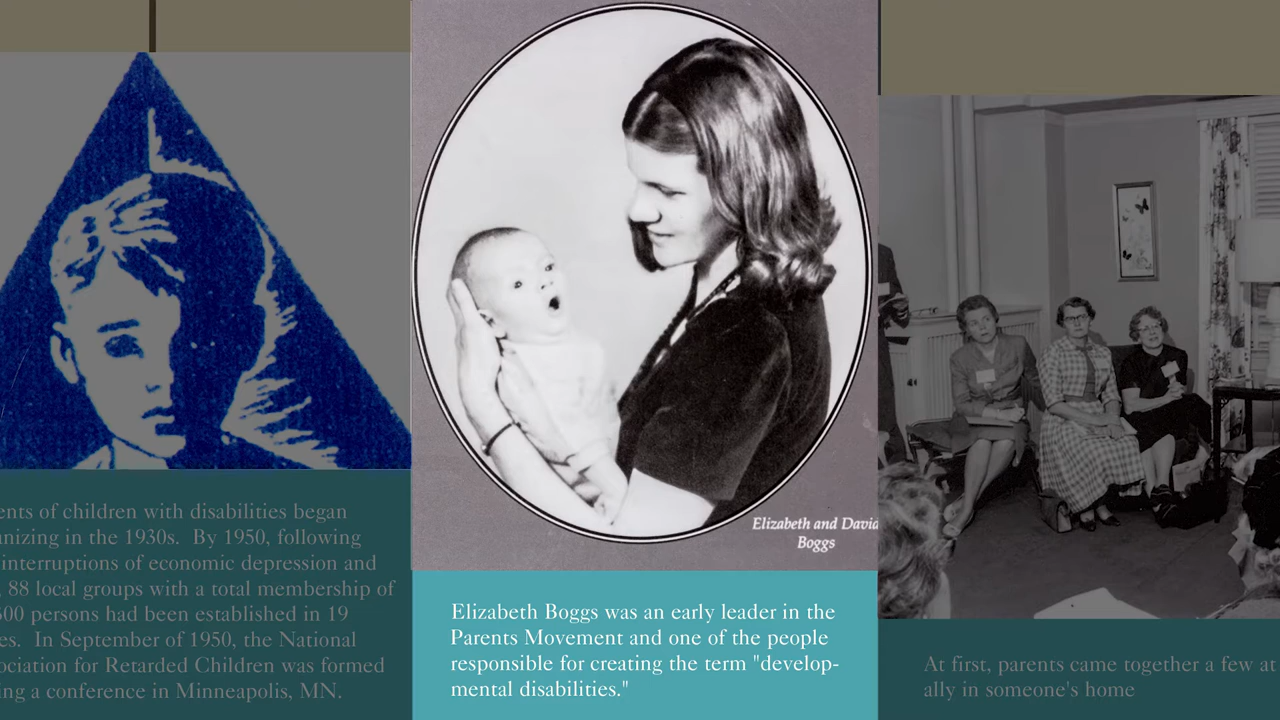 ents of children with disabilities began
nizing in the 1930s. By 1950, following
interruptions of economic depression and
, 88 local groups with a total membership of
500 persons had been established in 19
es. In September of 1950, the National
ociation for Retarded Children was formed
ing a conference in Minneapolis, MN.
Elizabeth and David
Boggs
Elizabeth Boggs was an early leader in the
Parents Movement and one of the people
responsible for creating the term "develop-
mental disabilities."
At first, parents came together a few at
ally in someone's home